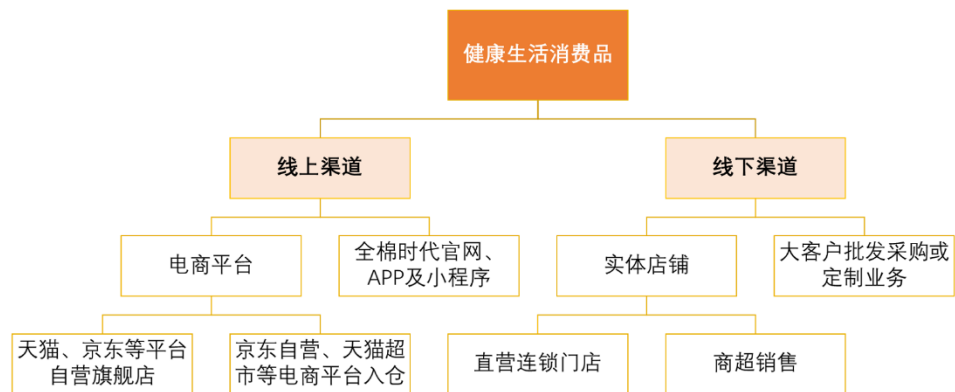 健康生活消费品
线上渠道
线下渠道
电商平台
全棉时代官网、
APP及小程序
实体店铺
大客户批发采购或
定制业务
天猫、京东等平台
自营旗舰店
京东自营、天猫超
市等电商平台入仓
直营连锁门店
商超销售